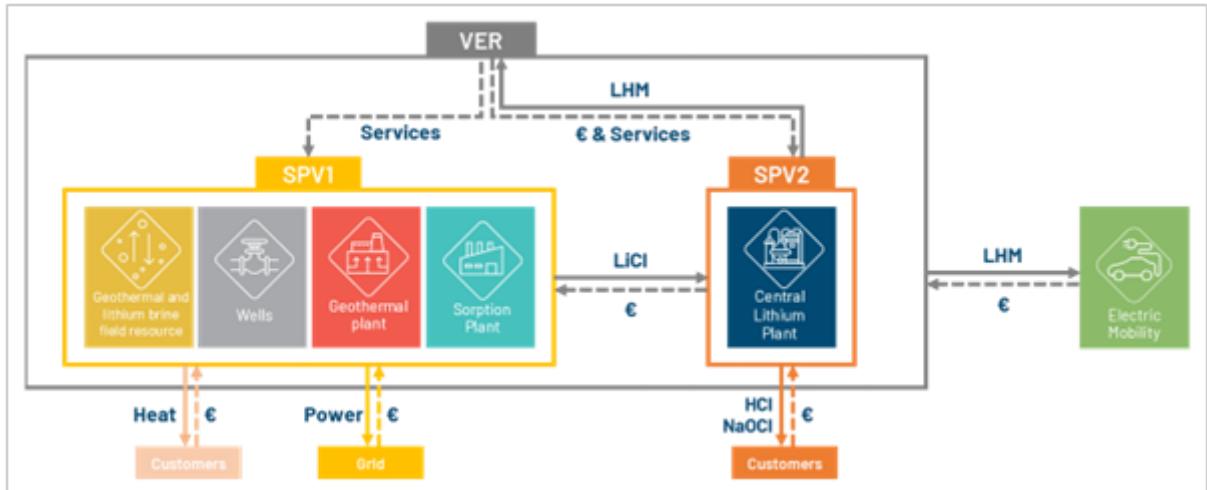 VER
LHM
Services
€ & Services
SPV1
SPV2
Geothermal and
lithium brine
field resource
Wells
Geothermal
plant
Sorption
Plant
LiCl
€
Central
Lithium
Plant
LHM
€
Electric
Mobility
Heat
€
Power
€
HCl
NaOCl
€
Customers
Grid
Customers